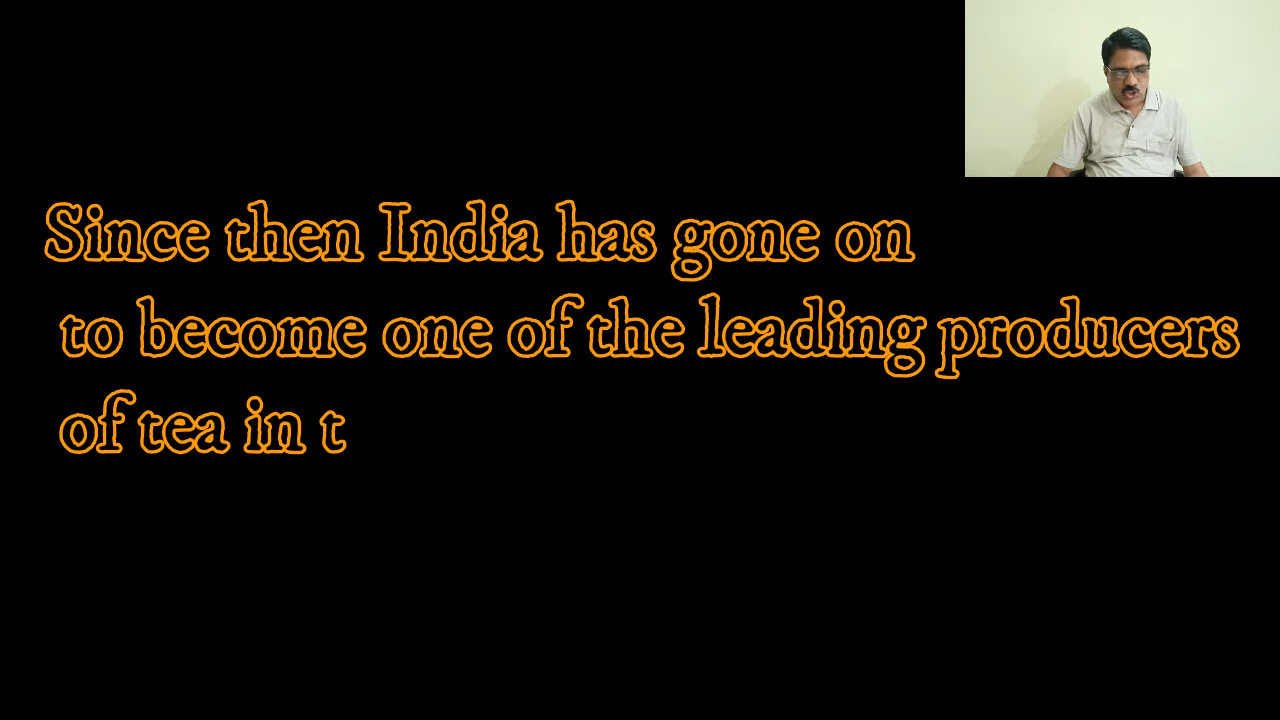 Since then India has gone on
to become one of the leading producers
of tea in t